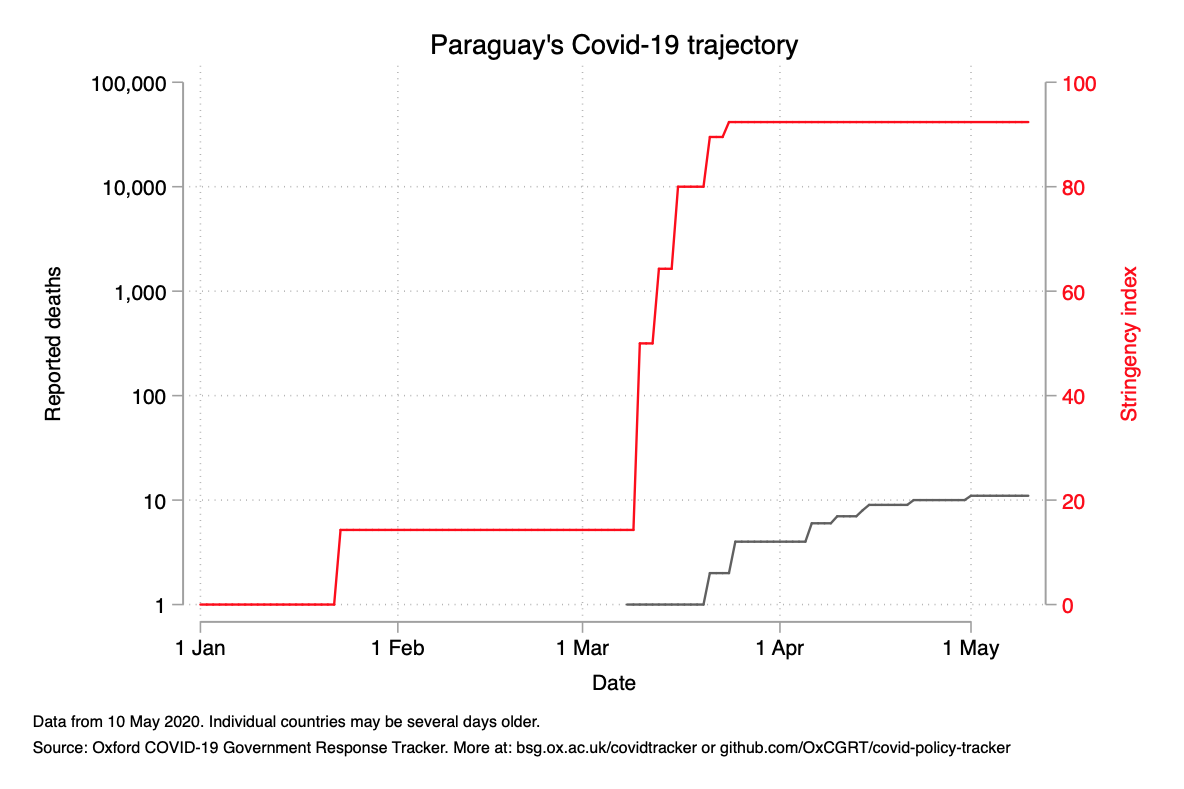 Paraguay's Covid-19 trajectory
100,000
10,000
1,000
100
10
1
Reported deaths
100
80
60
40
20
0
Stringency index
1 Jan
1 Feb
1 Mar
1 Apr
1 May
Date
Data from 10 May 2020. Individual countries may be several days older.
Source: Oxford COVID-19 Government Response Tracker. More at: bsg.ox.ac.uk/covidtracker or github.com/OxCGRT/covid-policy-tracker